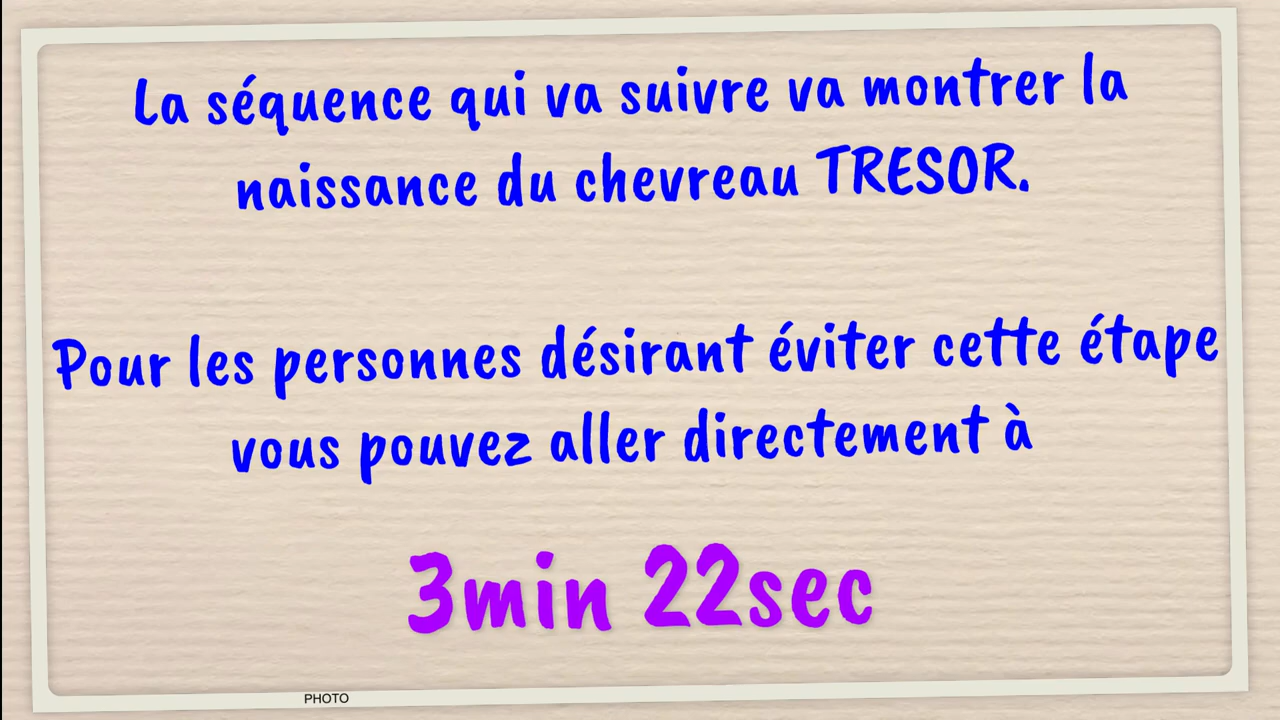 La séquence qui va suivre va montrer la
naissance du chevreau TRESOR.
Pour les personnes désirant éviter cette étape
vous pouvez aller directement à
3min 22sec
PHOTO